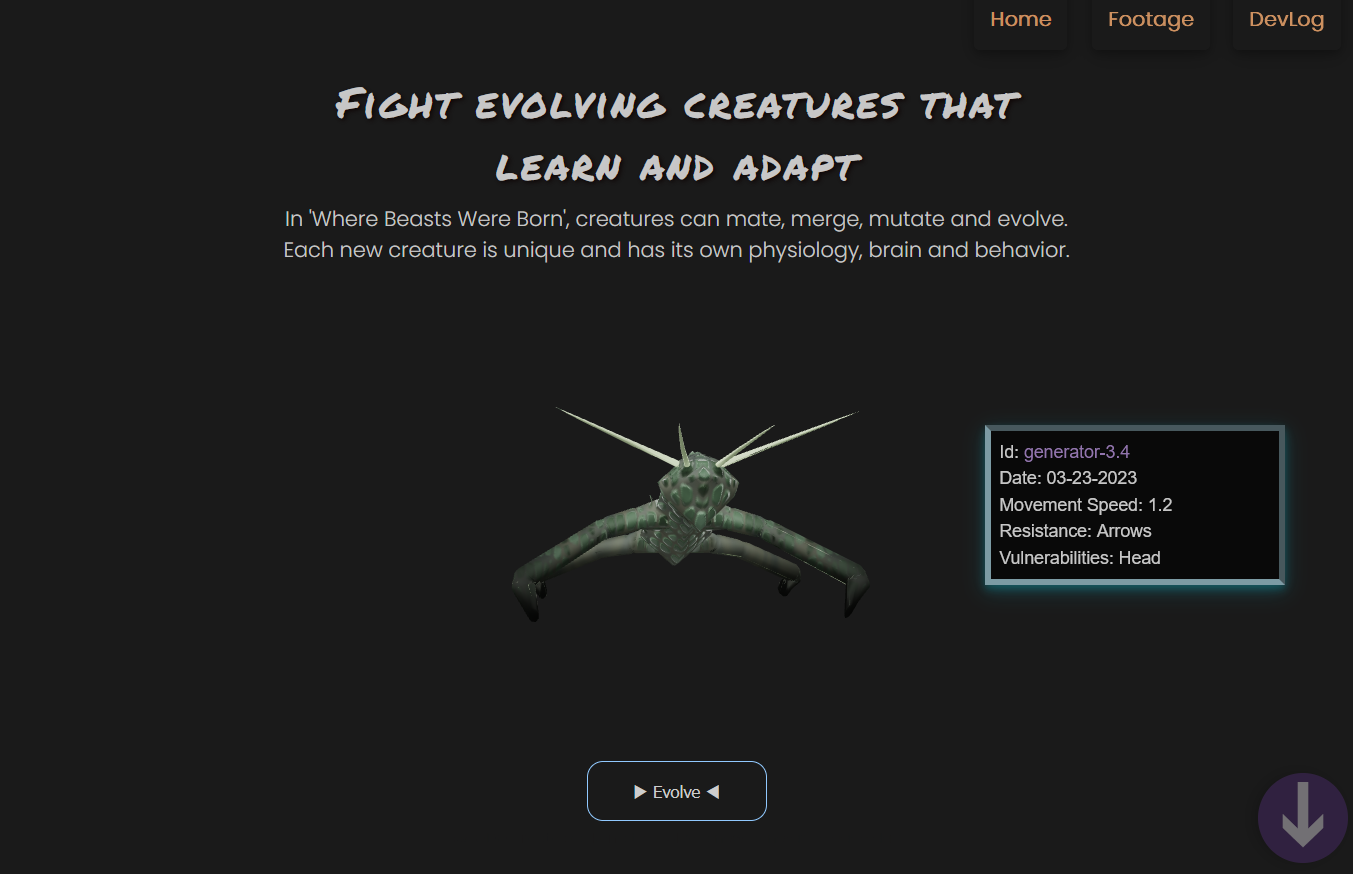 Home
Footage
DevLog
Fight evolving creatures that
learn and adapt
In 'Where Beasts Were Born', creatures can mate, merge, mutate and evolve.
Each new creature is unique and has its own physiology, brain and behavior.
Id: generator-3.4
Date: 03-23-2023
Movement Speed: 1.2
Resistance: Arrows
Vulnerabilities: Head
▶ Evolve ◀